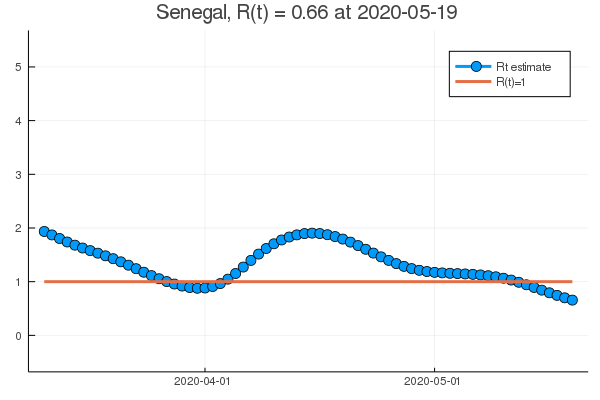 Senegal, R(t) = 0.66 at 2020-05-19
5
4
3
2
1
0
Rt estimate
R(t)=1
2020-04-01
2020-05-01